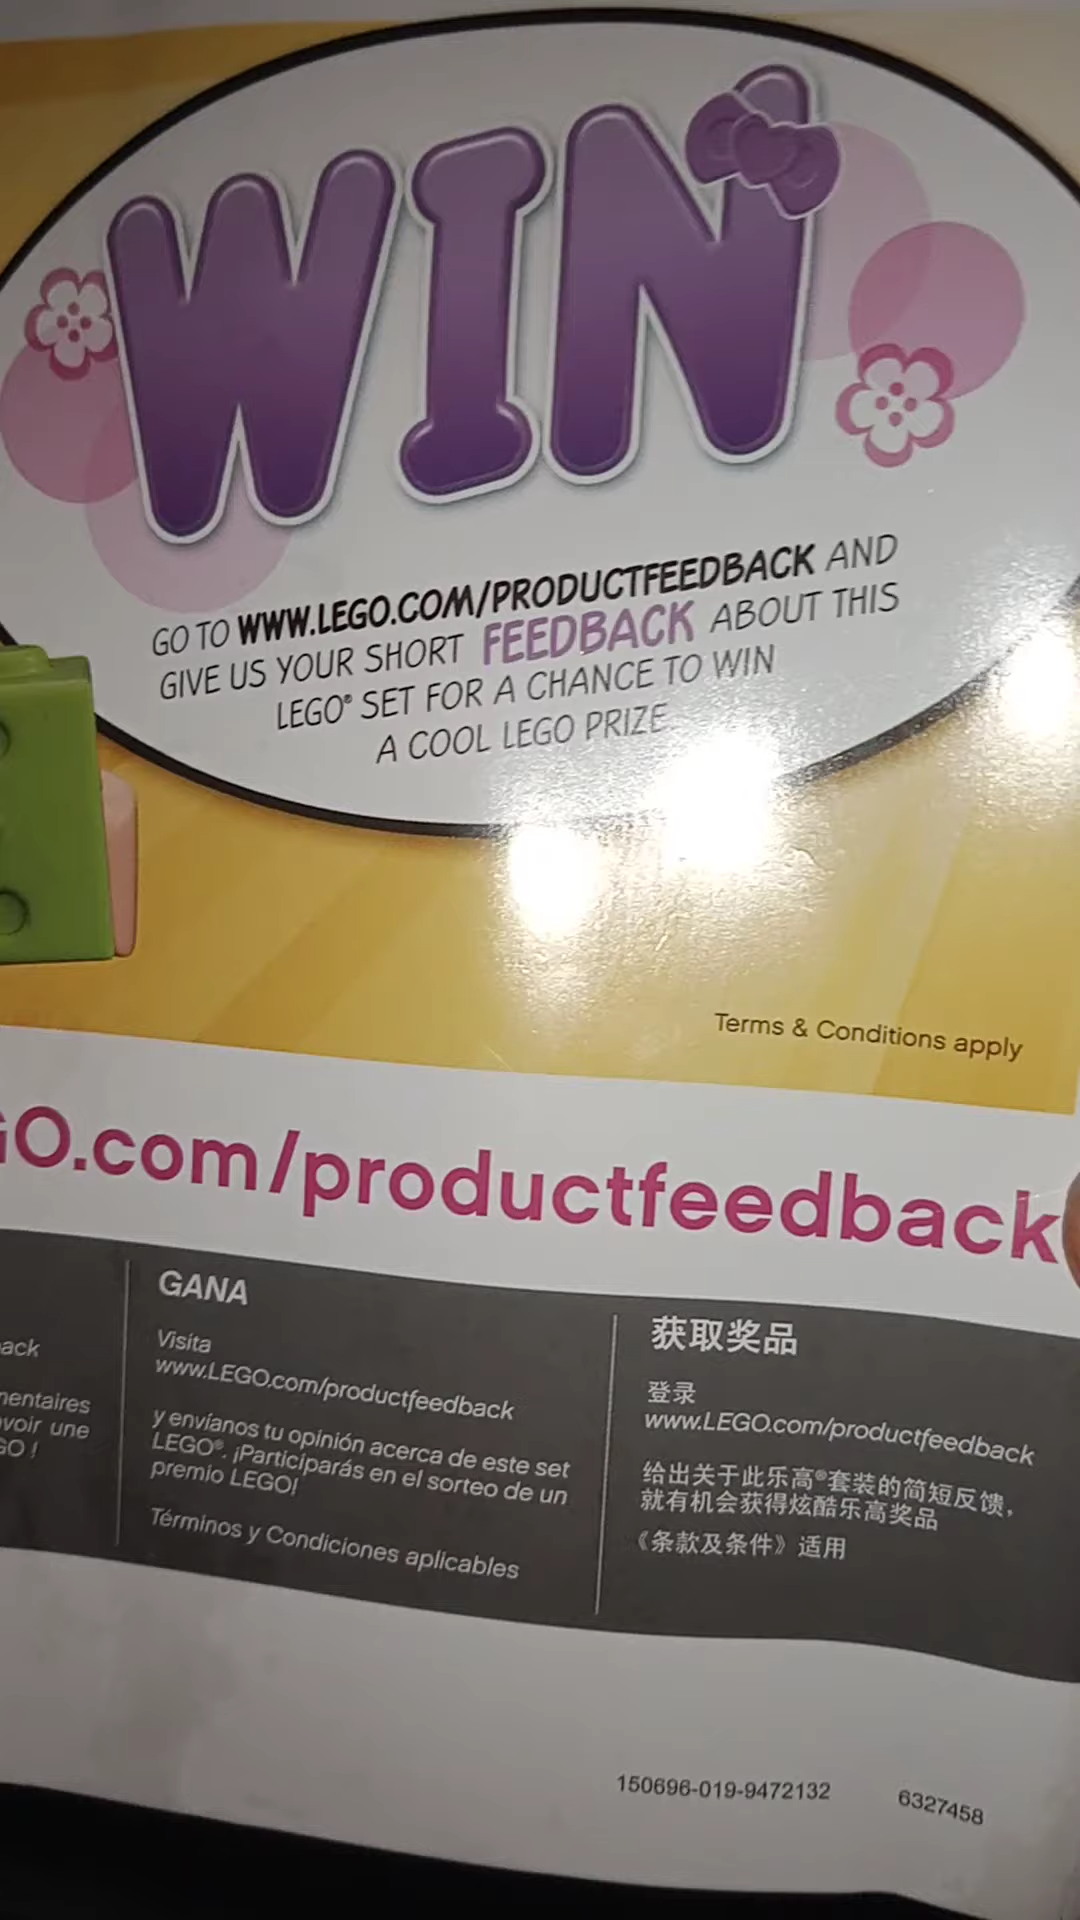 WIN
GO TO WWW.LEGO.COM/PRODUCTFEEDBACK AND
GIVE US YOUR SHORT FEEDBACK ABOUT THIS
LEGO® SET FOR A CHANCE TO WIN
A COOL LEGO PRIZE.
Terms & Conditions apply
GO.com/productfeedback
ack
mentaires
voir une
GO !
GANA
Visita
www.LEGO.com/productfeedback
y envíanos tu opinión acerca de este set
LEGO®. ¡Participarás en el sorteo de un
premio LEGO!
Términos y Condiciones aplicables
获取奖品
登录
www.LEGO.com/productfeedback
给出关于此乐高®套装的简短反馈，
就有机会获得炫酷乐高奖品
《条款及条件》适用
150696-019-9472132
6327458